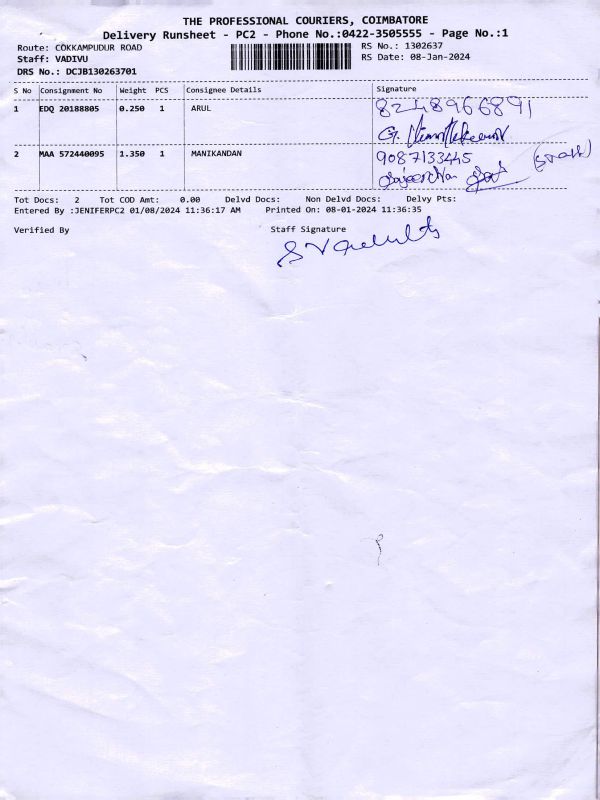 THE PROFESSIONAL COURIERS, COIMBATORE
Delivery Runsheet - PC2 - Phone No.:0422-3505555 - Page No.:1
Route: COKKAMPUDUR ROAD
RS No.: 1302637
Staff: VADIVU
RS Date: 08-Jan-2024
DRS No.: DCJB130263701
S No Consignment No Weight PCS Consignee Details Signature
1 EDQ 20188805 0.250 1 ARUL 8248966891
2 MAA 572440095 1.350 1 MANIKANDAN 9087133445
Tot Docs: 2 Tot COD Amt: 0.00 Delvd Docs: Non Delvd Docs: Delvy Pts:
Entered By :JENIFERPC2 01/08/2024 11:36:17 AM Printed On: 08-01-2024 11:36:35
Verified By Staff Signature